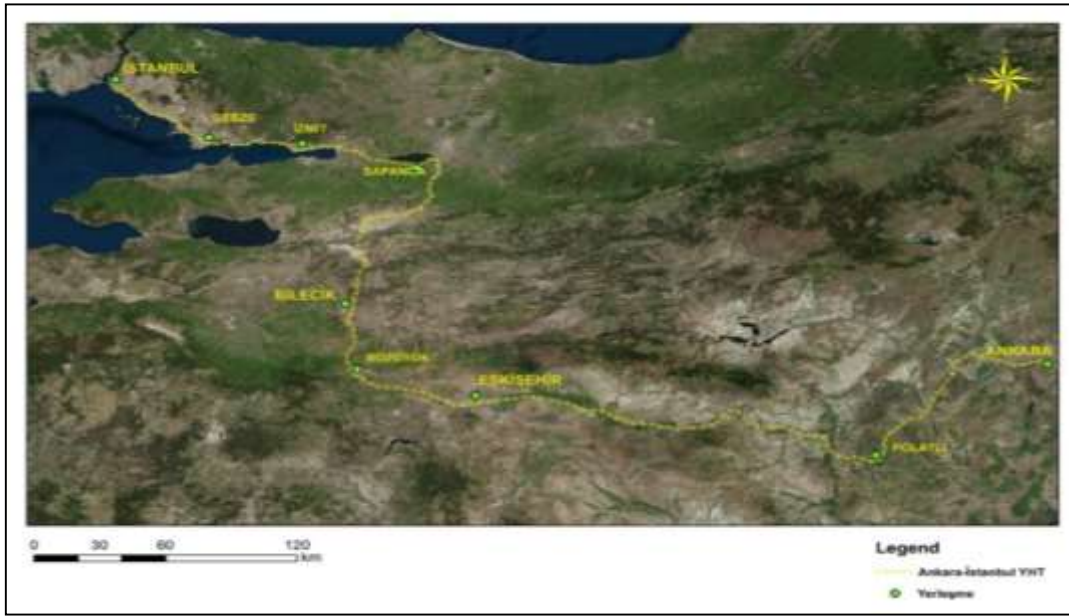 İSTANBUL
GEBZE
İZMİT
SAPANCA
BİLECİK
BOZÜYÜK
ESKİŞEHİR
ANKARA
POLATLI
0 30 60 120
km
Legend
Ankara-İstanbul YHT
Yerleşme